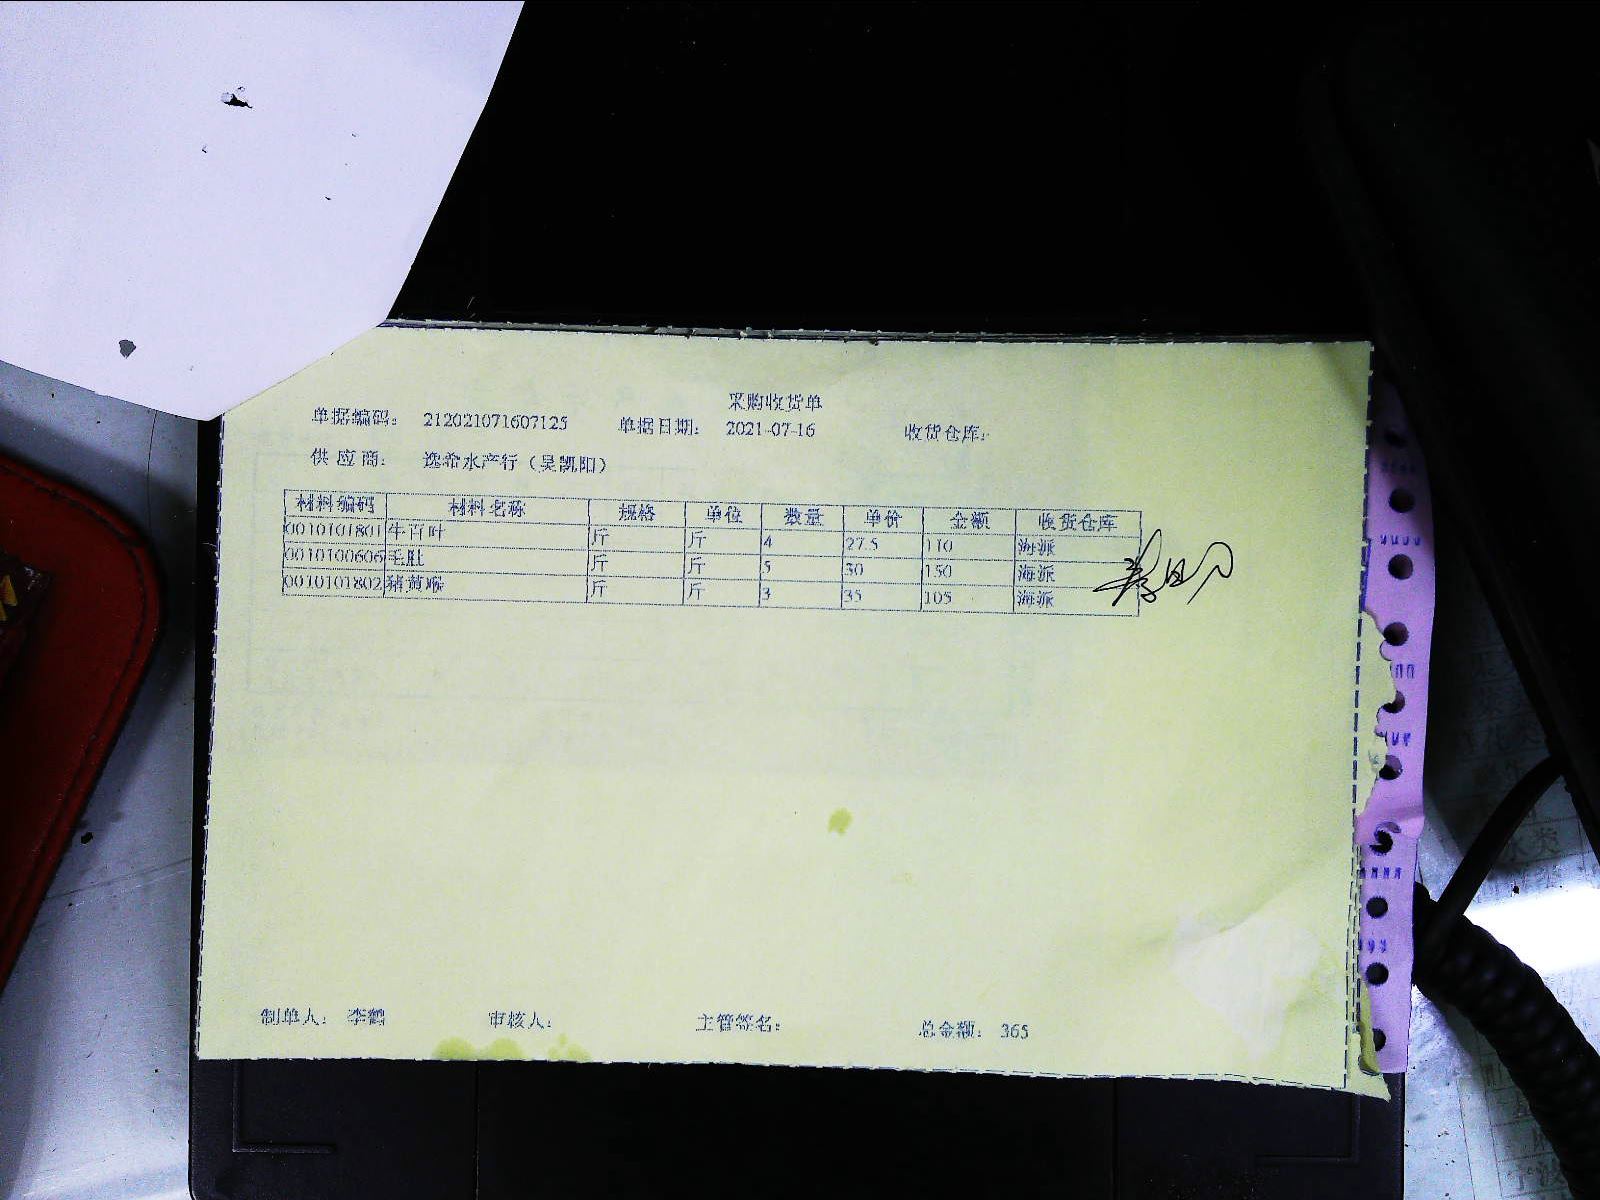 采购收货单
单据编码： 212021071607125 单据日期： 2021-07-16 收货仓库：
供 应 商： 逸希水产行（吴凯阳）
材料编码 材料名称 规格 单位 数量 单价 金额 收货仓库
0010101801 牛百叶 斤 斤 4 27.5 110 海派
0010100606 毛肚 斤 斤 5 30 150 海派
0010101802 猪黄喉 斤 斤 3 35 105 海派
制单人： 李鹤 审核人： 主管签名： 总金额： 365